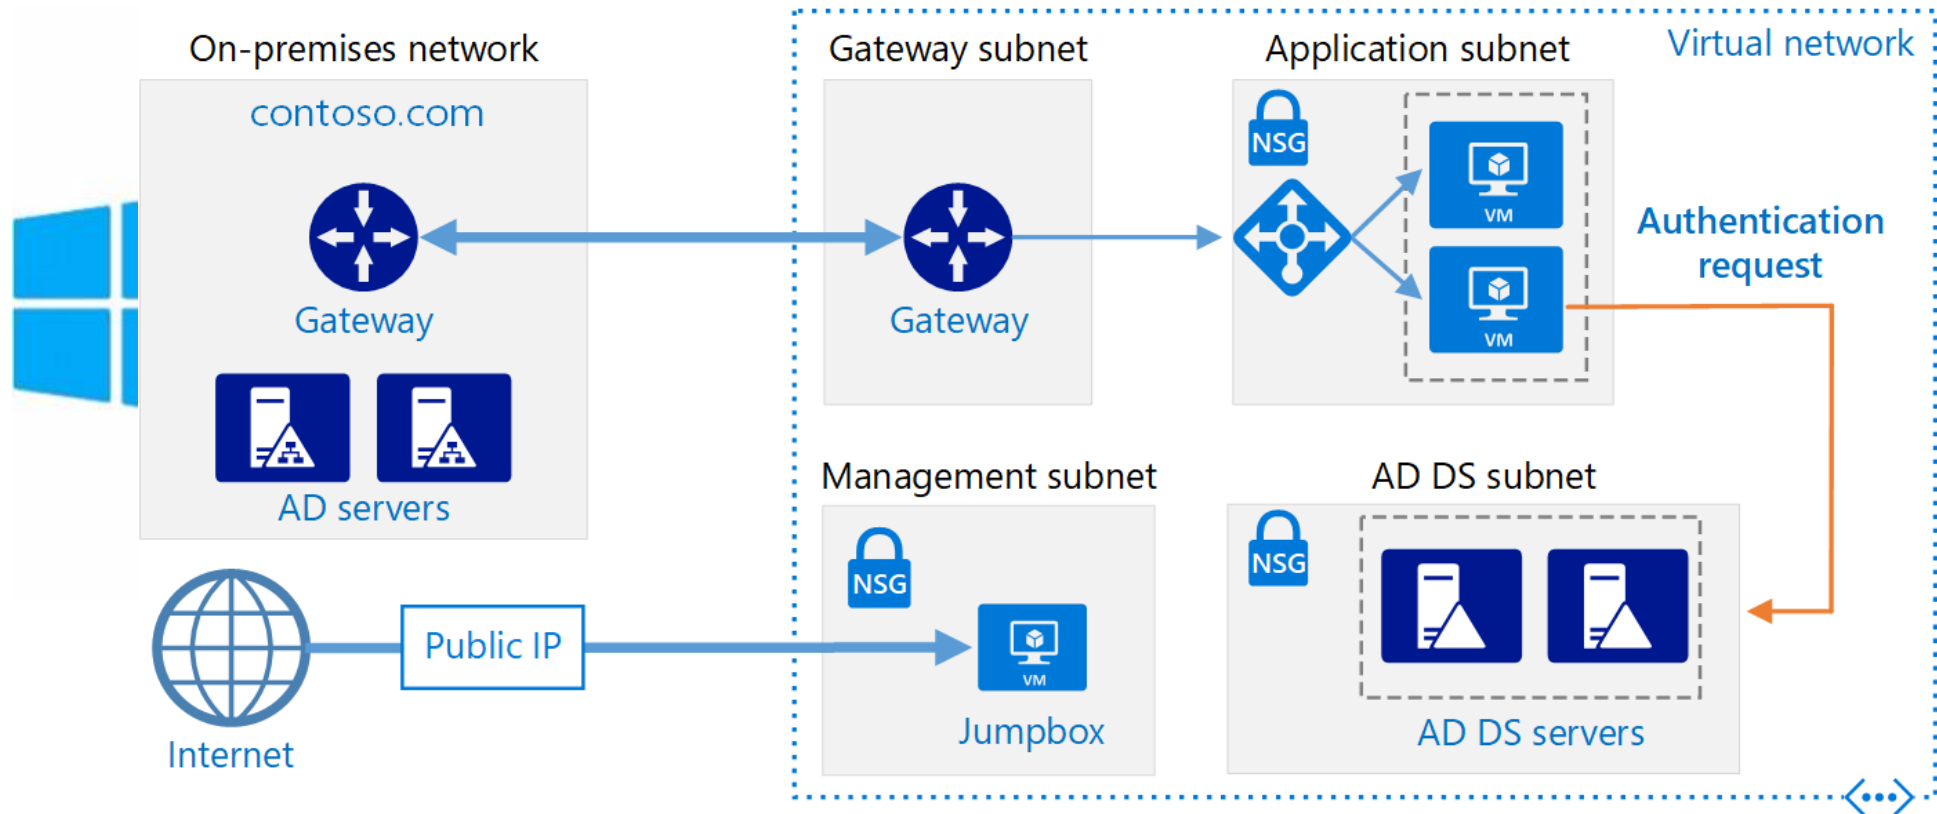 On-premises network
contoso.com
Gateway
AD servers
Internet
Public IP
Virtual network
Gateway subnet
Gateway
Application subnet
NSG
VM
VM
Authentication
request
Management subnet
NSG
VM
Jumpbox
AD DS subnet
NSG
AD DS servers